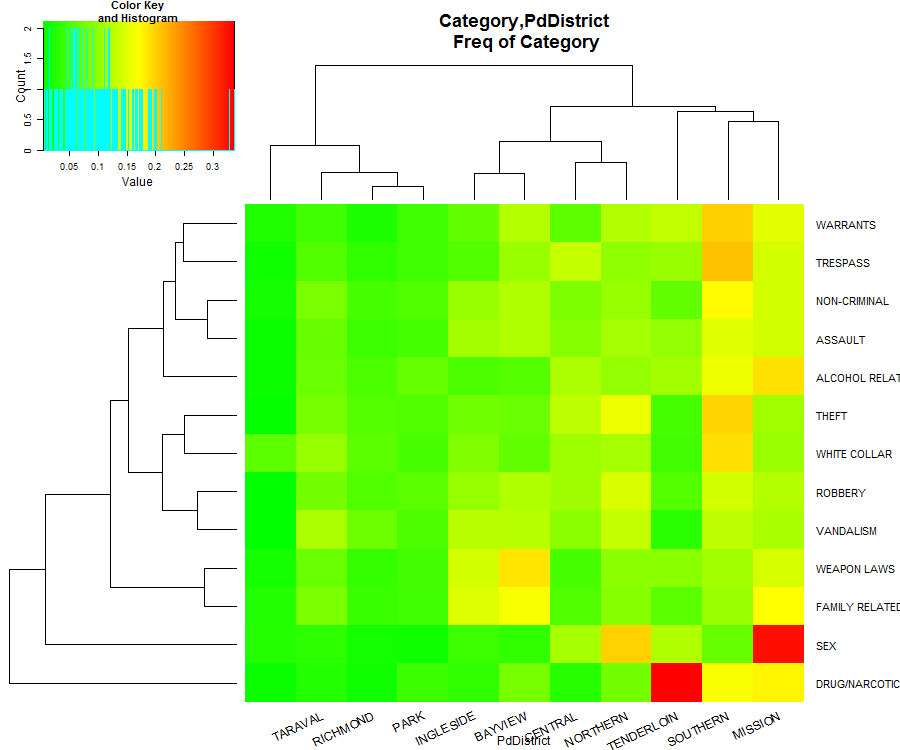 Color Key
and Histogram
Count
0 0.5 1 1.5 2
0.05 0.1 0.15 0.2 0.25 0.3
Value
Category,PdDistrict
Freq of Category
WARRANTS
TRESPASS
NON-CRIMINAL
ASSAULT
ALCOHOL RELAT
THEFT
WHITE COLLAR
ROBBERY
VANDALISM
WEAPON LAWS
FAMILY RELATED
SEX
DRUG/NARCOTIC
TARAVAL RICHMOND PARK INGLESIDE BAYVIEW CENTRAL NORTHERN TENDERLOIN SOUTHERN MISSION
PdDistrict